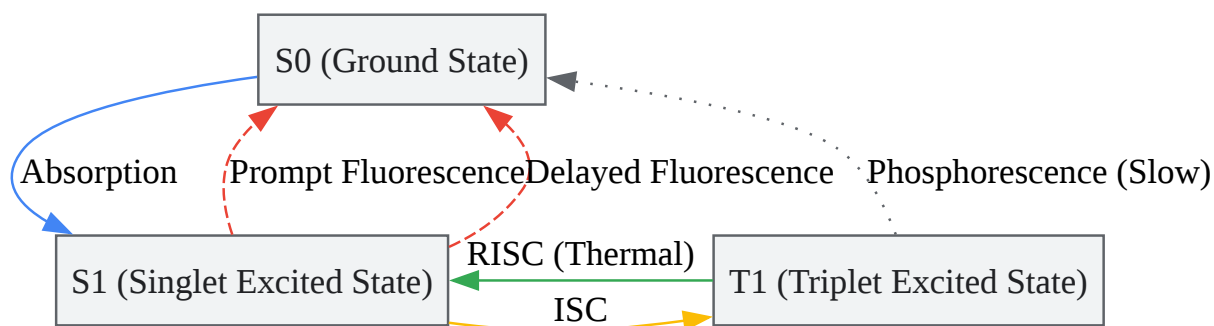 S0 (Ground State)
Absorption
Prompt Fluorescence
Delayed Fluorescence
Phosphorescence (Slow)
RISC (Thermal)
S1 (Singlet Excited State)
T1 (Triplet Excited State)
ISC